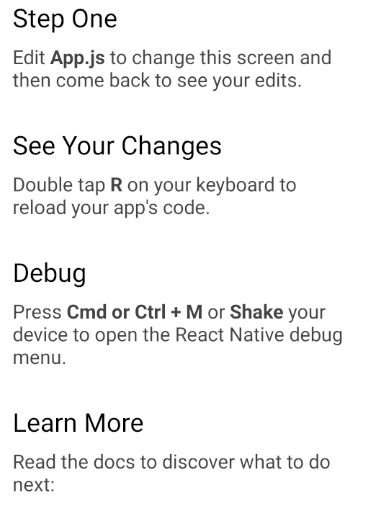 Step One
Edit App.js to change this screen and
then come back to see your edits.
See Your Changes
Double tap R on your keyboard to
reload your app's code.
Debug
Press Cmd or Ctrl + M or Shake your
device to open the React Native debug
menu.
Learn More
Read the docs to discover what to do
next: